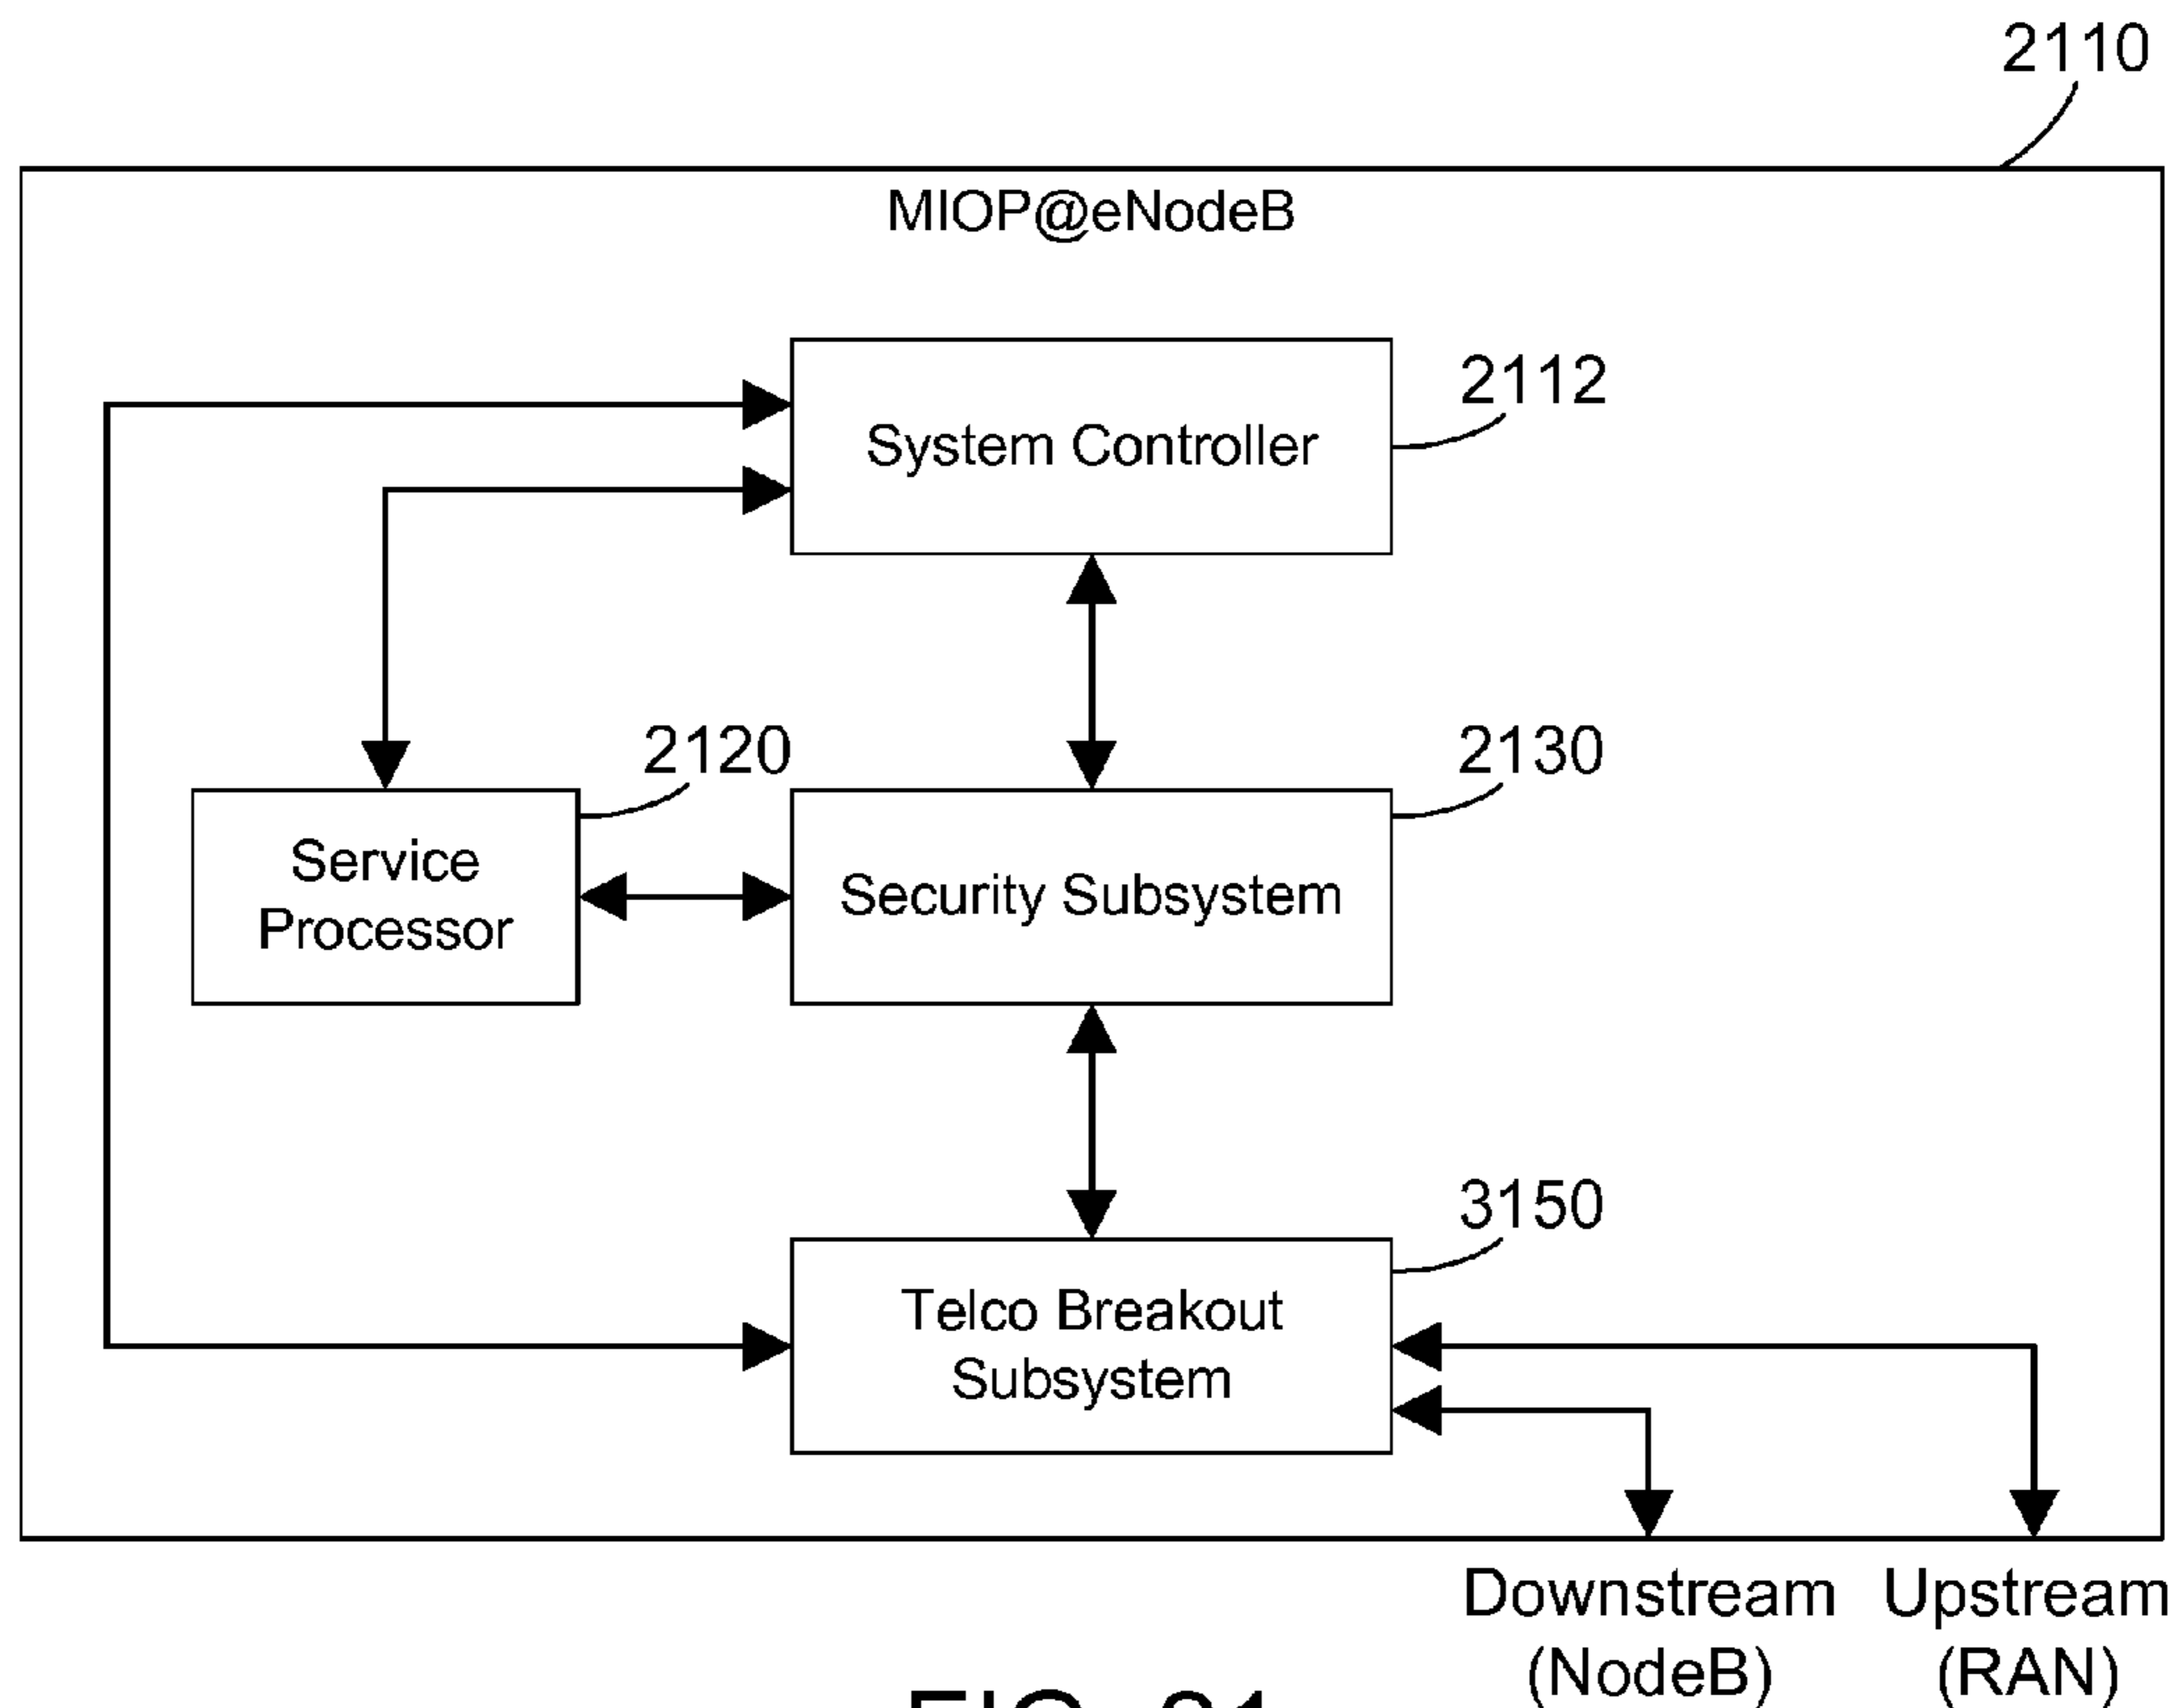 2110
MIOP@eNodeB
System Controller
2112
2120
2130
Service
Processor
Security Subsystem
3150
Telco Breakout
Subsystem
Downstream
(NodeB)
Upstream
(RAN)